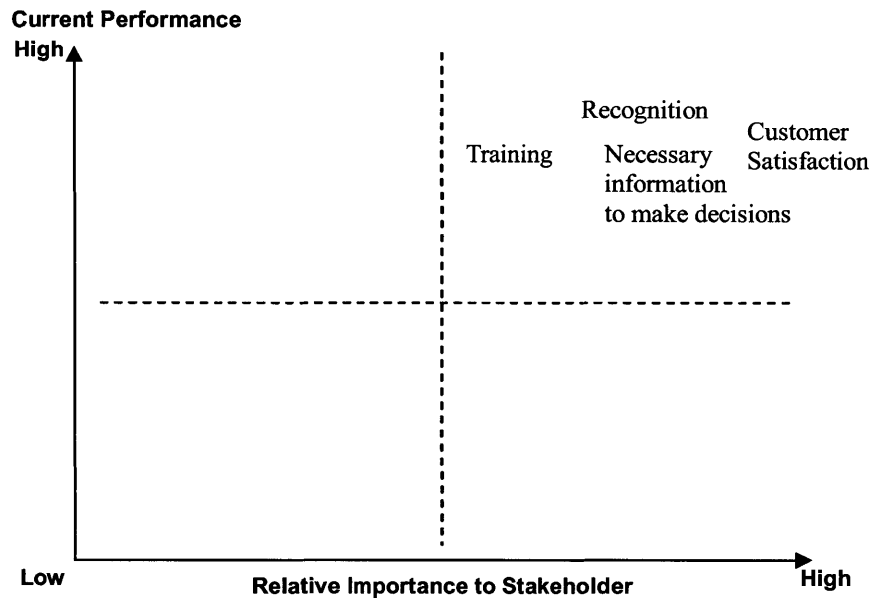 Current Performance
High
Recognition
Customer
Satisfaction
Training
Necessary
information
to make decisions
Low
Relative Importance to Stakeholder
High